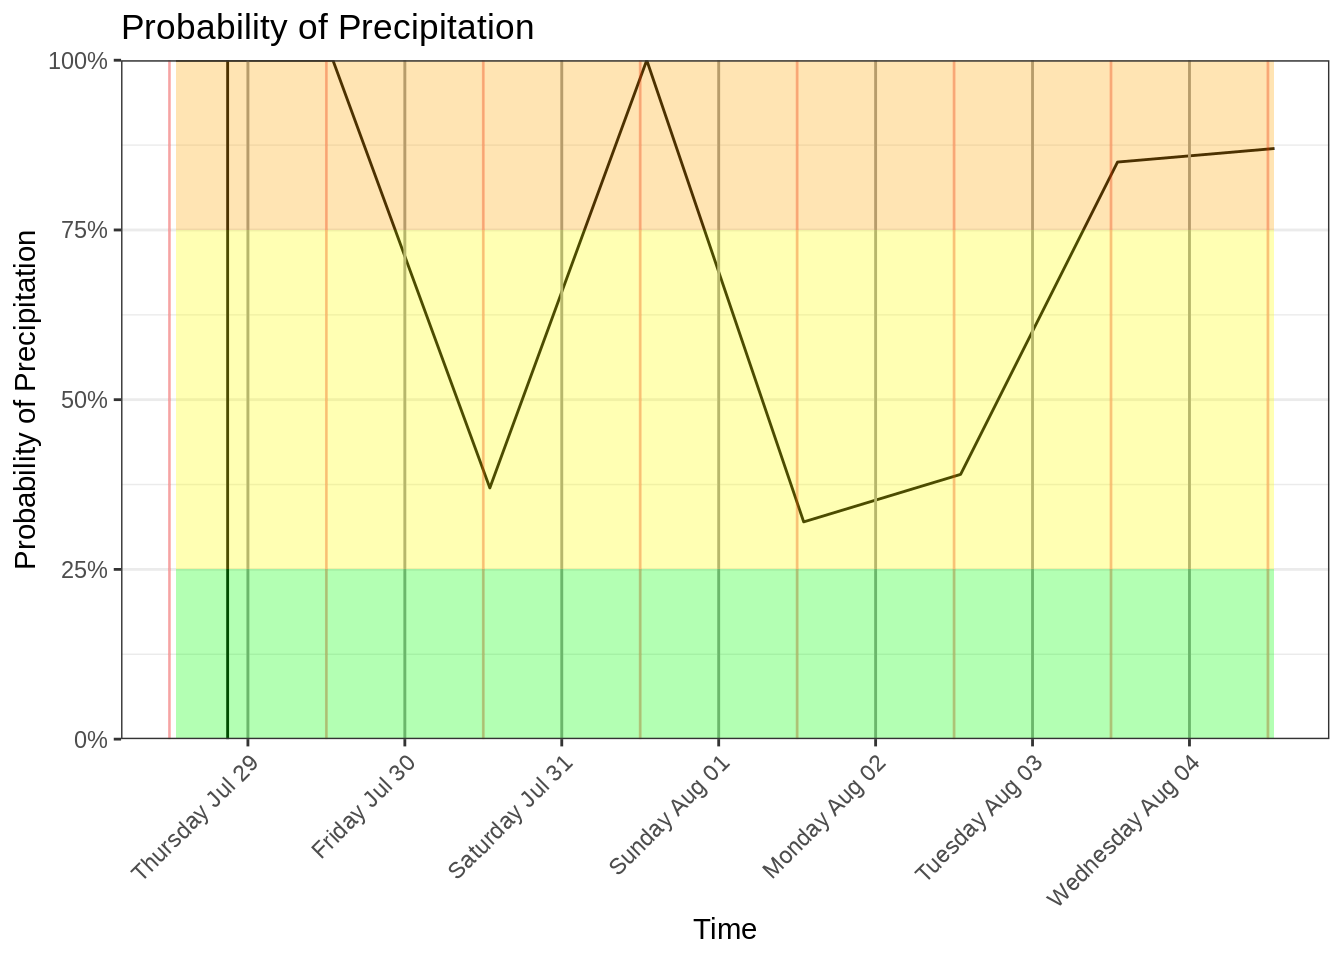 Probability of Precipitation
100%
75%
50%
25%
0%
Probability of Precipitation
Thursday Jul 29
Friday Jul 30
Saturday Jul 31
Sunday Aug 01
Monday Aug 02
Tuesday Aug 03
Wednesday Aug 04
Time